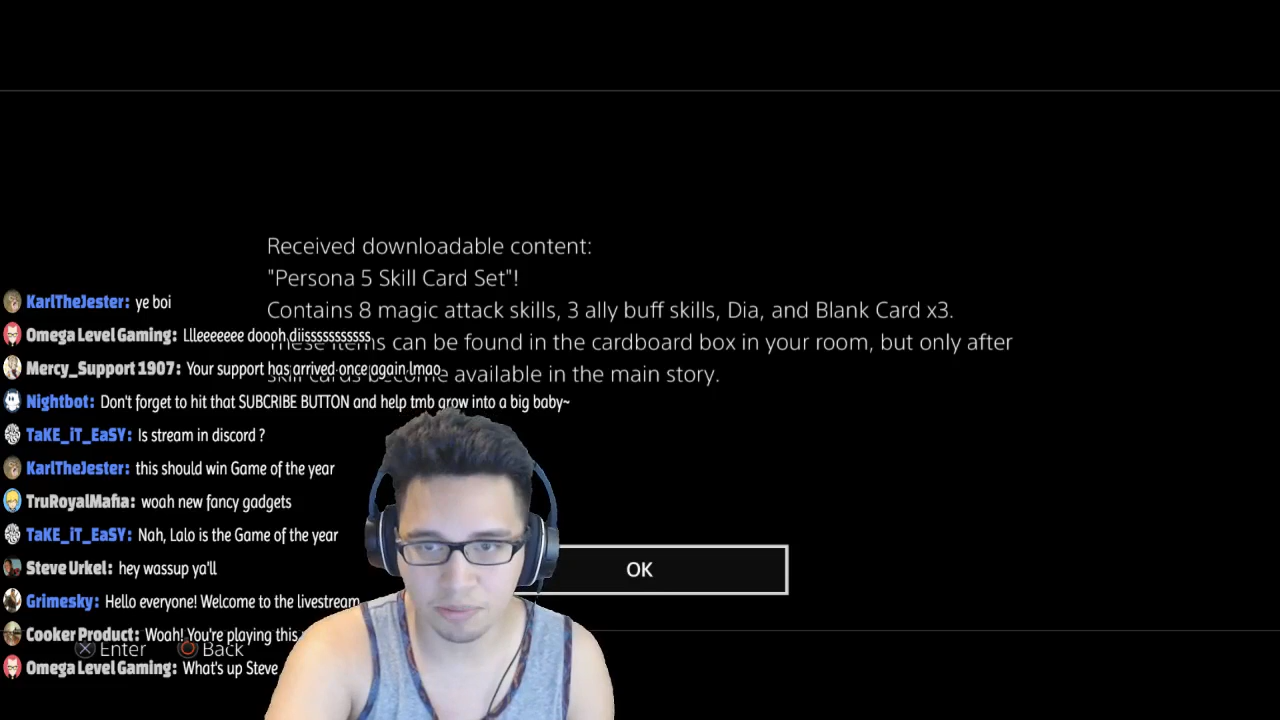 Received downloadable content:
"Persona 5 Skill Card Set"!
Contains 8 magic attack skills, 3 ally buff skills, Dia, and Blank Card x3.
These items can be found in the cardboard box in your room, but only after
skill cards become available in the main story.
OK
Enter
Back
KarlTheJester: ye boi
Omega Level Gaming: Llleeeeeee doooh diisssssssssss
Mercy_Support 1907: Your support has arrived once again lmao
Nightbot: Don't forget to hit that SUBCRIBE BUTTON and help tmb grow into a big baby~
TaKE_iT_EaSY: Is stream in discord ?
KarlTheJester: this should win Game of the year
TruRoyalMafia: woah new fancy gadgets
TaKE_iT_EaSY: Nah, Lalo is the Game of the year
Steve Urkel: hey wassup ya'll
Grimesky: Hello everyone! Welcome to the livestream
Cooker Product: Woah! You're playing this
Omega Level Gaming: What's up Steve